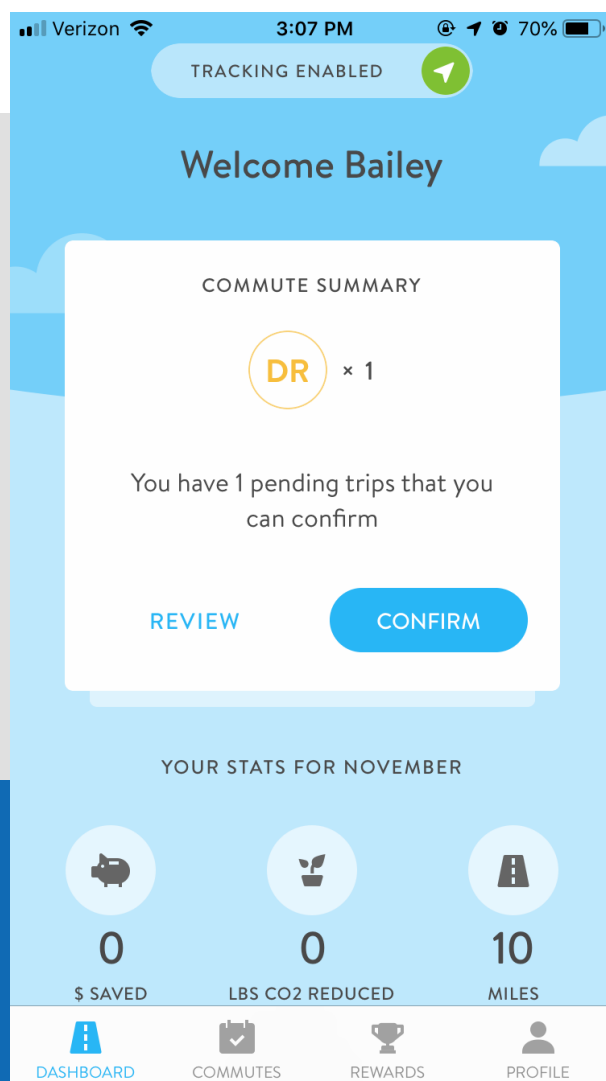 Verizon 3:07 PM 70%
TRACKING ENABLED
Welcome Bailey
COMMUTE SUMMARY
DR × 1
You have 1 pending trips that you
can confirm
REVIEW CONFIRM
YOUR STATS FOR NOVEMBER
0 0 10
$ SAVED LBS CO2 REDUCED MILES
DASHBOARD COMMUTES REWARDS PROFILE